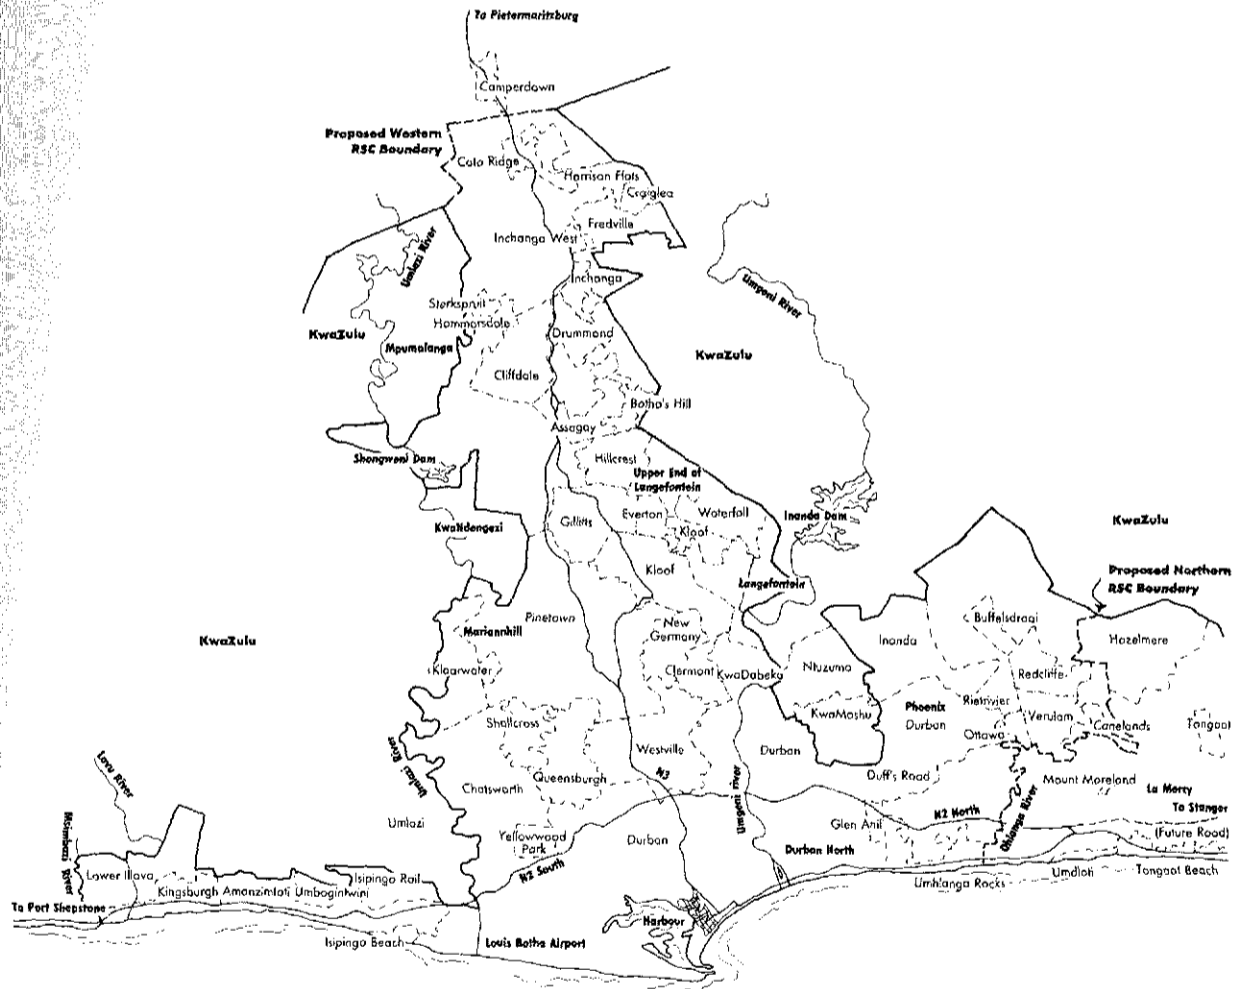 To Pietermaritzburg
Camperdown
Proposed Western
RSC Boundary
Cato Ridge
Harrison Flats
Craiglea
Fredville
Inchanga West
Umlazi River
Inchanga
Umgeni River
Sterkspruit
Hammarsdale
Drummond
KwaZulu
Mpumalanga
KwaZulu
Cliffdale
Botha's Hill
Assagay
Shongweni Dam
Hillcrest
Upper End of
Langefontein
KwaNdengezi
Gillitts
Everton
Waterfall
Inanda Dam
Kloof
KwaZulu
Kloof
Langefontein
Proposed Northern
RSC Boundary
Pinetown
New
Germany
Buffelsdraai
Mariannhill
Inanda
Hazelmere
KwaZulu
Klaarwater
Clermont
KwaDabeka
Ntuzuma
Redcliffe
Rietrivier
Phoenix
KwaMashu
Durban
Verulam
Canelands
Tongaat
Shallcross
Ottawa
Umlazi River
Westville
Durban
Lovu River
Queensburgh
N3
Duff's Road
Mount Moreland
La Mercy
Chatsworth
Umgeni River
To Stanger
Umlazi
N2 North
Ohlanga River
Glen Anil
(Future Road)
Yellowwood
Park
Durban
Durban North
Msimbazi River
N2 South
Lower Illovo
Isipingo Rail
Umhlanga Rocks
Umdloti
Tongaat Beach
Kingsburgh
Amanzimtoti
Umbogintwini
To Port Shepstone
Harbour
Isipingo Beach
Louis Botha Airport